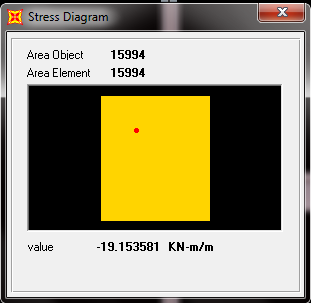 Stress Diagram
Area Object 15994
Area Element 15994
value -19.153581 KN-m/m